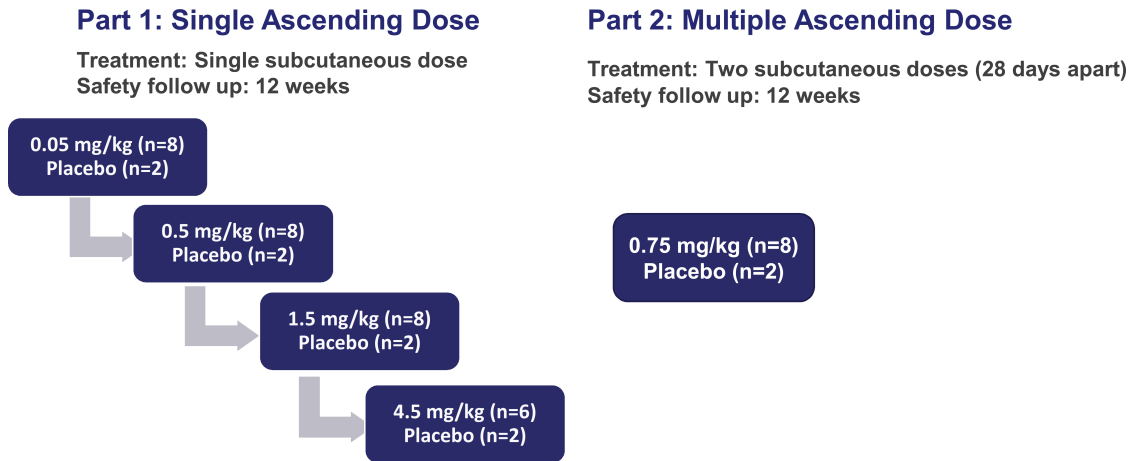 Part 1: Single Ascending Dose
Treatment: Single subcutaneous dose
Safety follow up: 12 weeks
0.05 mg/kg (n=8)
Placebo (n=2)
0.5 mg/kg (n=8)
Placebo (n=2)
1.5 mg/kg (n=8)
Placebo (n=2)
4.5 mg/kg (n=6)
Placebo (n=2)
Part 2: Multiple Ascending Dose
Treatment: Two subcutaneous doses (28 days apart)
Safety follow up: 12 weeks
0.75 mg/kg (n=8)
Placebo (n=2)